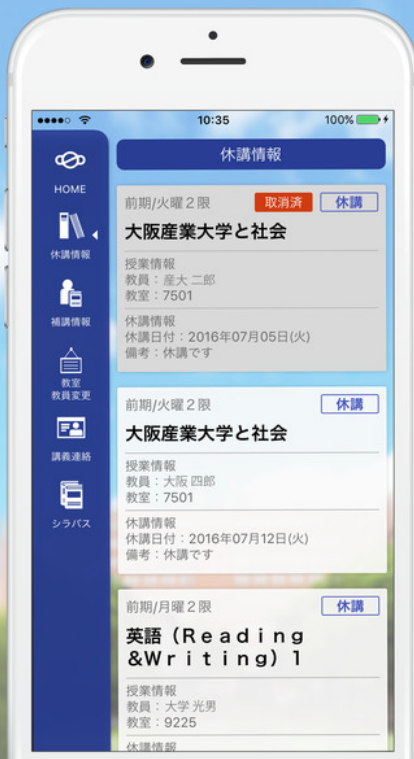 10:35
100%
HOME
休講情報
補講情報
教室
教員変更
講義連絡
シラバス
休講情報
前期/火曜2限 取消済 休講
大阪産業大学と社会
授業情報
教員：産大 二郎
教室：7501
休講情報
休講日付：2016年07月05日(火)
備考：休講です
前期/火曜2限 休講
大阪産業大学と社会
授業情報
教員：大阪 四郎
教室：7501
休講情報
休講日付：2016年07月12日(火)
備考：休講です
前期/月曜2限 休講
英語（Ｒｅａｄｉｎｇ
＆Ｗｒｉｔｉｎｇ）１
授業情報
教員：大学 光男
教室：9225
休講情報